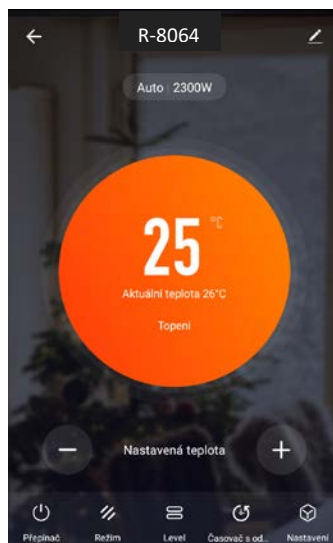 R-8064
Auto | 2300W
25 °C
Aktuální teplota 26°C
Topení
Nastavená teplota
Přepínač Režim Level Časovač s od... Nastavení